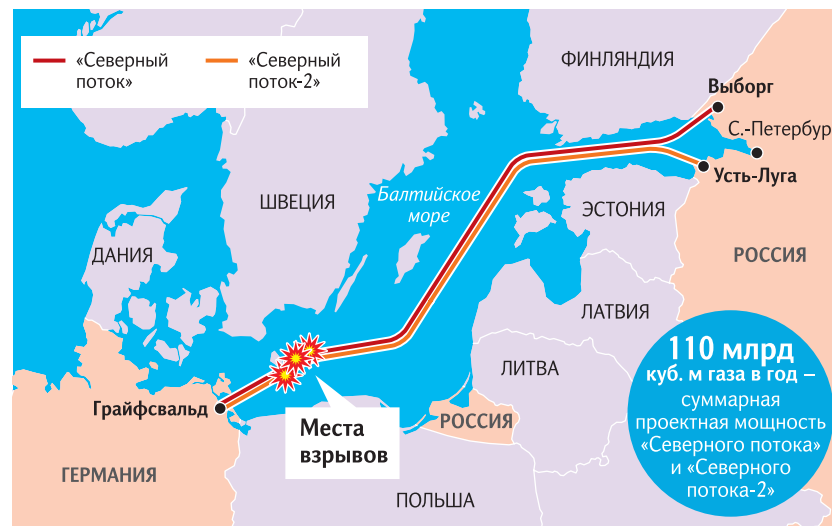 «Северный
поток»
«Северный
поток-2»
ФИНЛЯНДИЯ
Выборг
С.-Петербур
Усть-Луга
Балтийское
море
ШВЕЦИЯ
ЭСТОНИЯ
ДАНИЯ
РОССИЯ
ЛАТВИЯ
ЛИТВА
110 млрд
куб. м газа в год –
суммарная
проектная мощность
«Северного потока»
и «Северного
потока-2»
Грайфсвальд
Места
взрывов
РОССИЯ
ГЕРМАНИЯ
ПОЛЬША